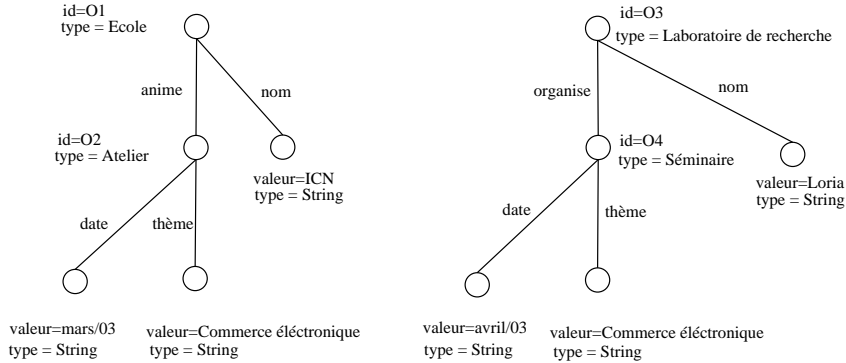 id=O1
type = Ecole
anime
nom
id=O2
type = Atelier
valeur=ICN
type = String
date
thème
valeur=mars/03
type = String
valeur=Commerce éléctronique
type = String
id=O3
type = Laboratoire de recherche
organise
nom
id=O4
type = Séminaire
valeur=Loria
type = String
date
thème
valeur=avril/03
type = String
valeur=Commerce éléctronique
type = String